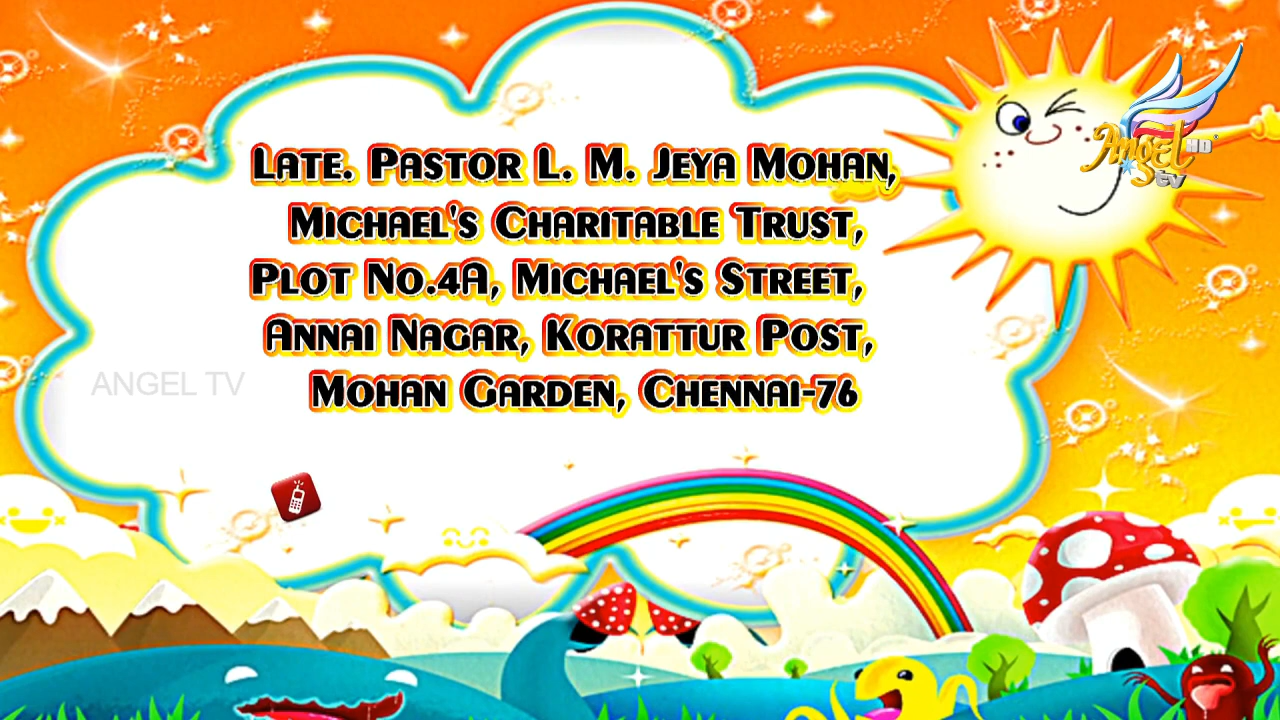 Late. Pastor L. M. Jeya Mohan,
Michael's Charitable Trust,
Plot No.4A, Michael's Street,
Annai Nagar, Korattur Post,
Mohan Garden, Chennai-76
ANGEL TV
Angel HD
tv